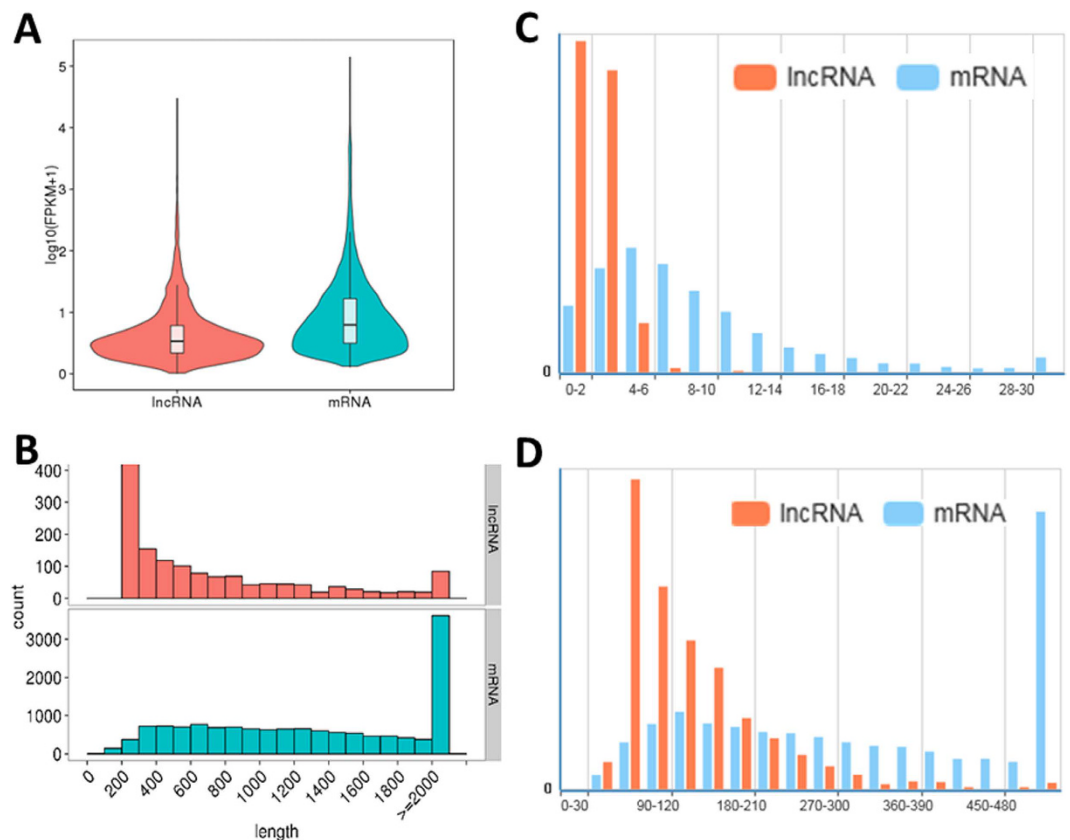 A
log10(FPKM+1)
5
4
3
2
1
0
lncRNA mRNA
B
count
400
300
200
100
0
lncRNA
3000
2000
1000
0
mRNA
0 200 400 600 800 1000 1200 1400 1600 1800 >=2000
length
C
lncRNA mRNA
0
0-2 4-6 8-10 12-14 16-18 20-22 24-26 28-30
D
lncRNA mRNA
0
0-30 90-120 180-210 270-300 360-390 450-480